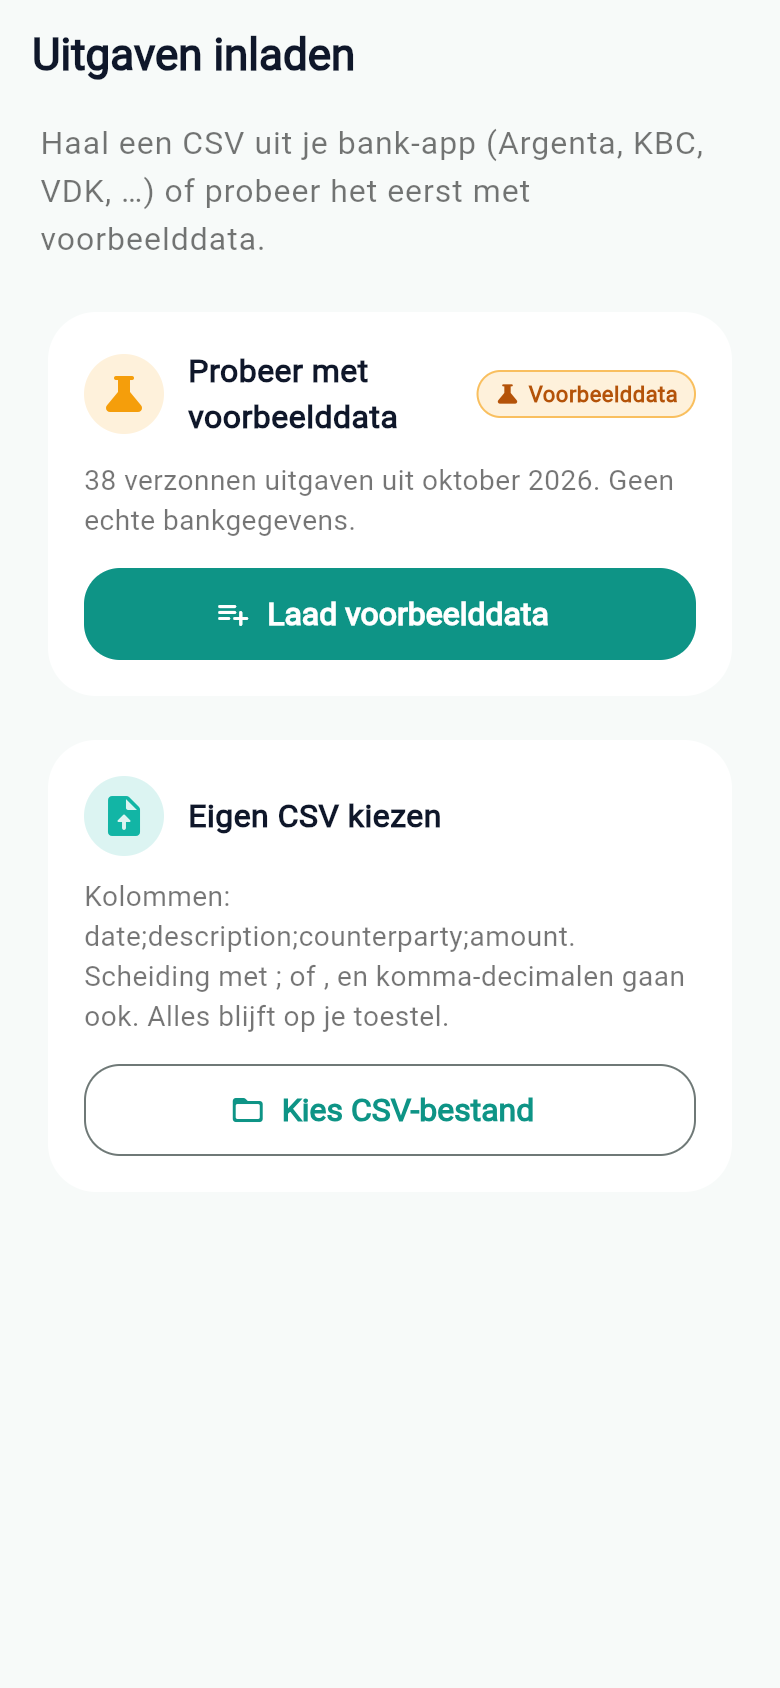 Uitgaven inladen
Haal een CSV uit je bank-app (Argenta, KBC,
VDK, …) of probeer het eerst met
voorbeelddata.
Probeer met
voorbeelddata
Voorbeelddata
38 verzonnen uitgaven uit oktober 2026. Geen
echte bankgegevens.
Laad voorbeelddata
Eigen CSV kiezen
Kolommen:
date;description;counterparty;amount.
Scheiding met ; of , en komma-decimalen gaan
ook. Alles blijft op je toestel.
Kies CSV-bestand